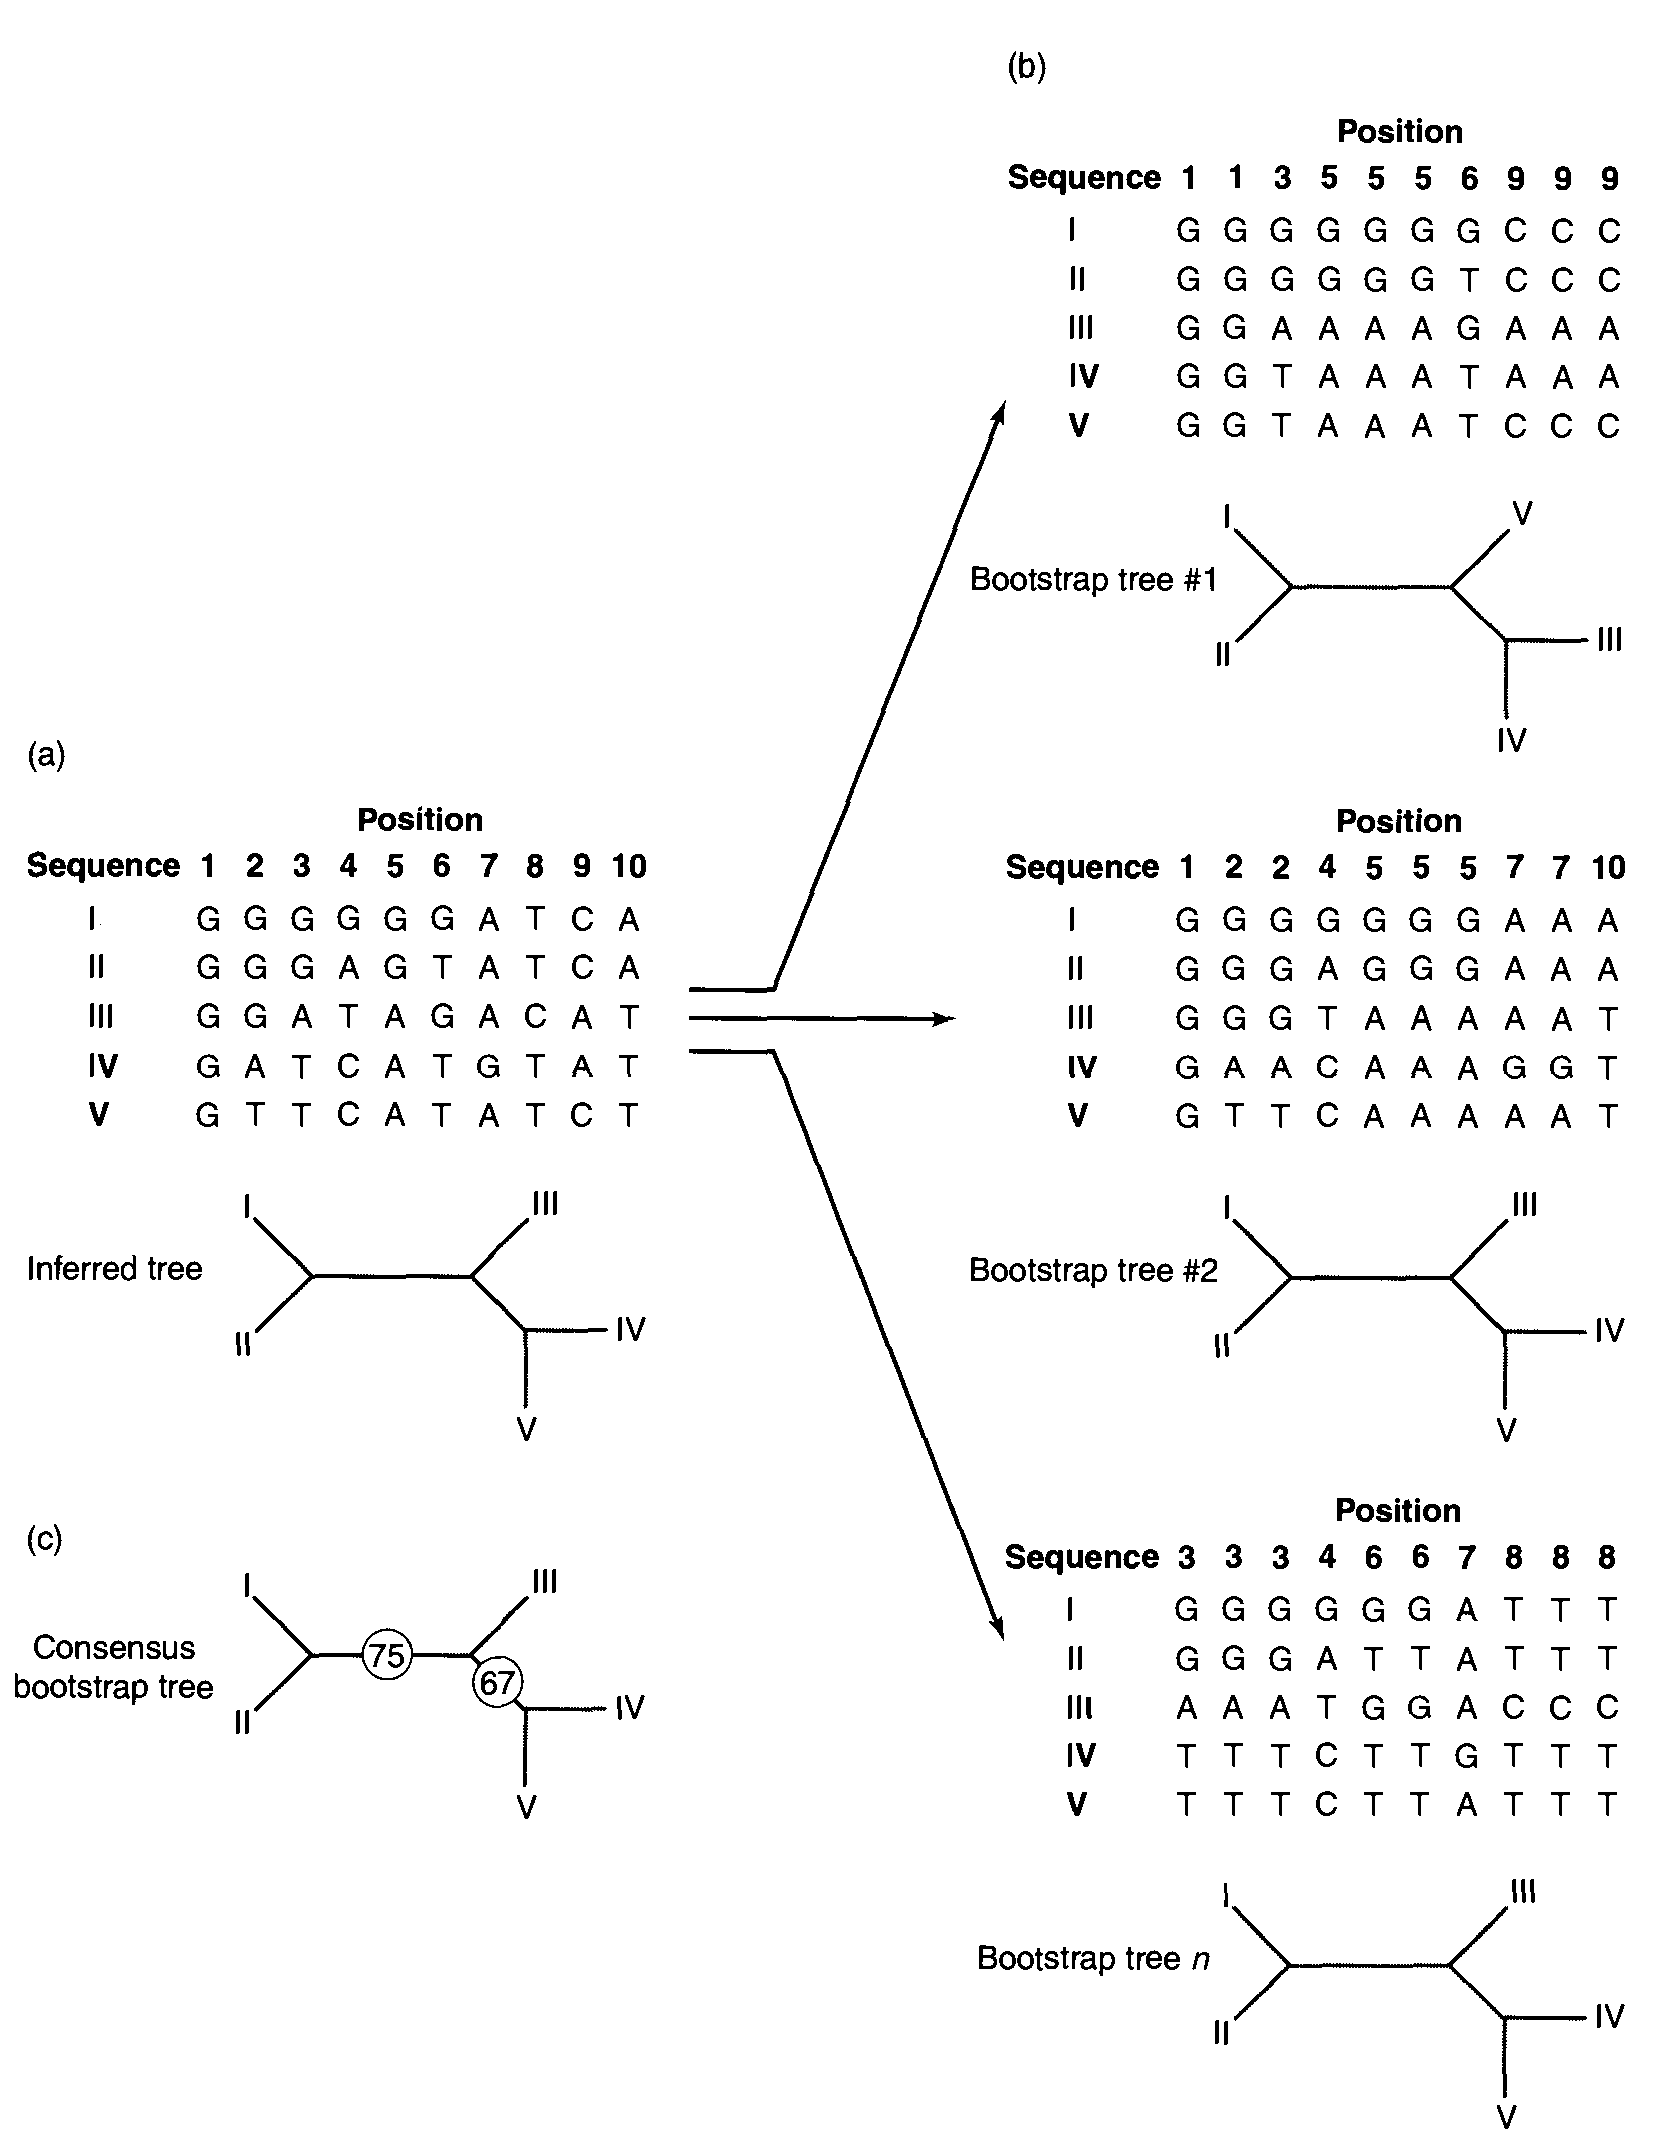 (b)
Position
Sequence 1 1 3 5 5 5 6 9 9 9
I G G G G G G G C C C
II G G G G G G T C C C
III G G A A A A G A A A
IV G G T A A A T A A A
V G G T A A A T C C C
I V
Bootstrap tree #1
II III
IV
(a)
Position
Sequence 1 2 3 4 5 6 7 8 9 10
I G G G G G G A T C A
II G G G A G T A T C A
III G G A T A G A C A T
IV G A T C A T G T A T
V G T T C A T A T C T
I III
Inferred tree
II IV
V
Position
Sequence 1 2 2 4 5 5 5 7 7 10
I G G G G G G G A A A
II G G G A G G G A A A
III G G G T A A A A A T
IV G A A C A A A G G T
V G T T C A A A A A T
I III
Bootstrap tree #2
II IV
V
(c)
I III
Consensus
bootstrap tree
75
67
II IV
V
Position
Sequence 3 3 3 4 6 6 7 8 8 8
I G G G G G G A T T T
II G G G A T T A T T T
III A A A T G G A C C C
IV T T T C T T G T T T
V T T T C T T A T T T
I III
Bootstrap tree n
II IV
V